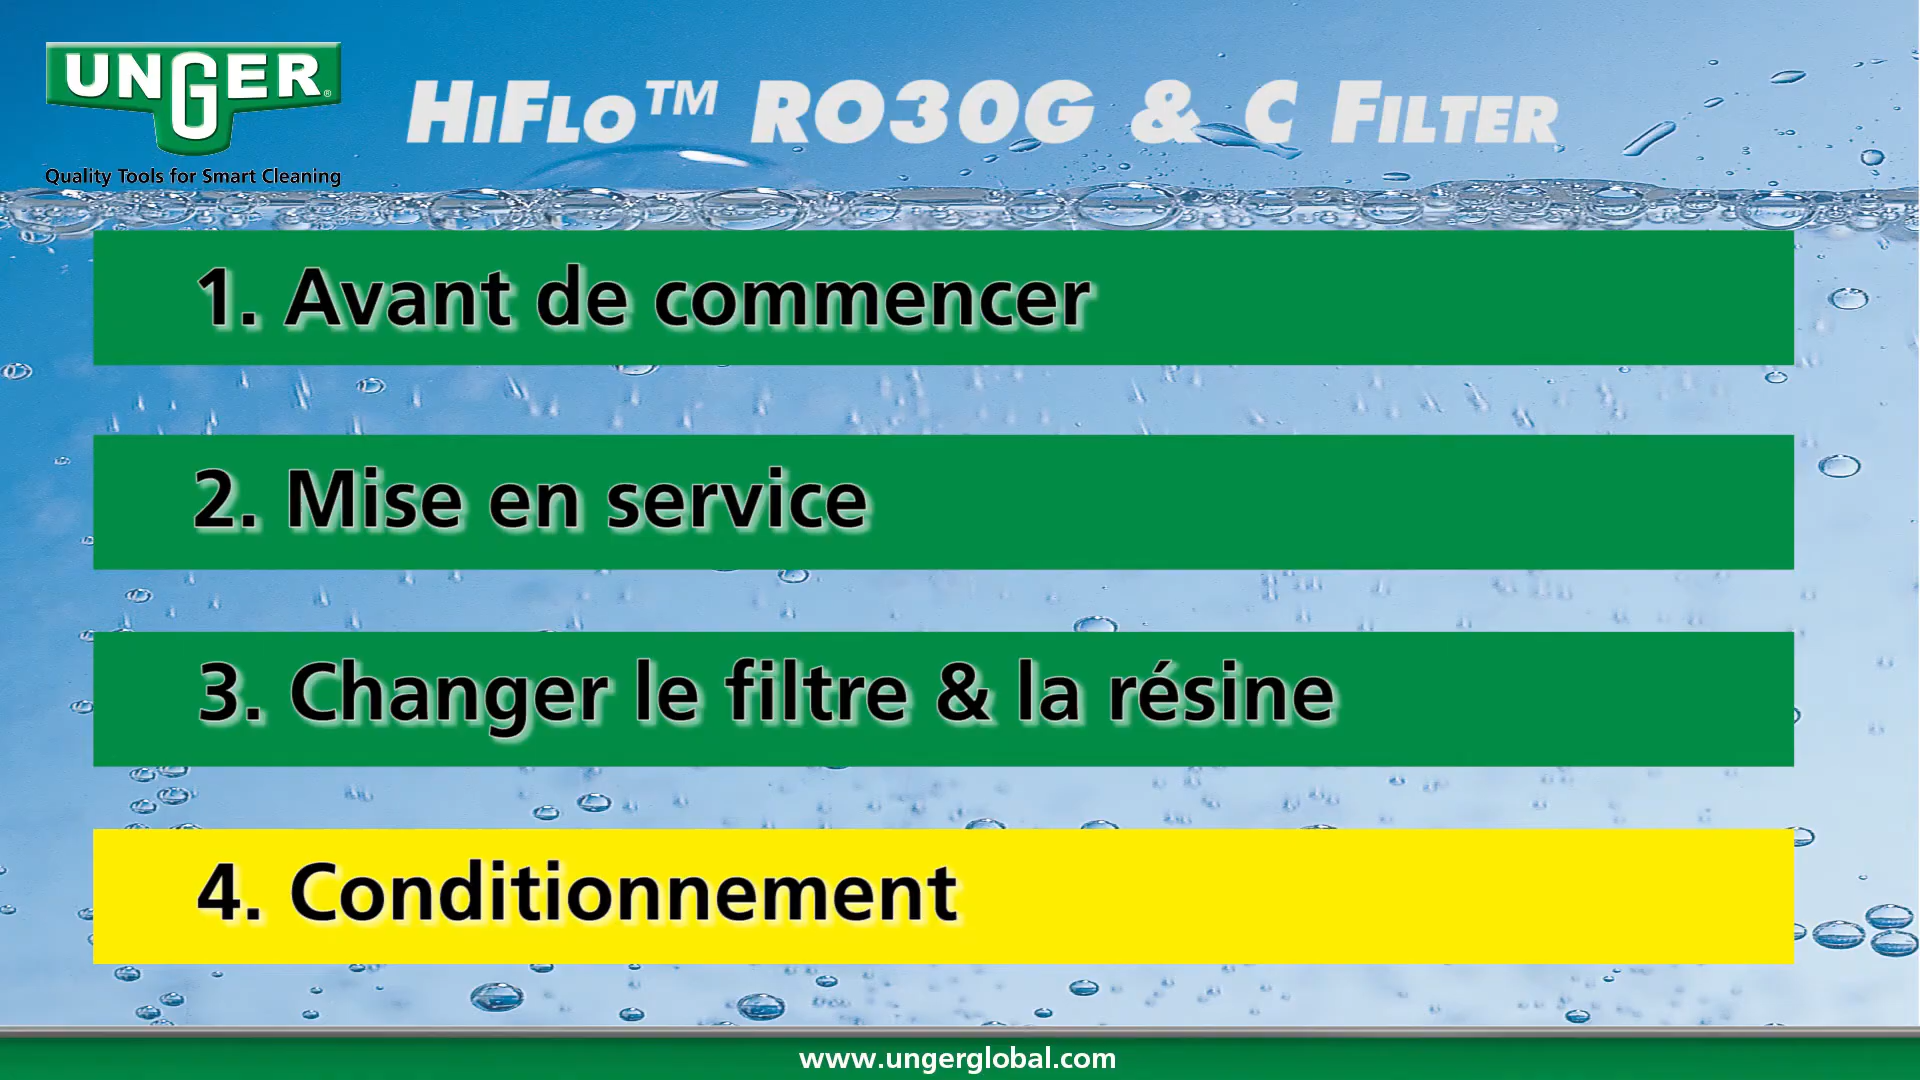 UNGER®
Quality Tools for Smart Cleaning
HiFlo™ RO30G & C Filter
1. Avant de commencer
2. Mise en service
3. Changer le filtre & la résine
4. Conditionnement
www.ungerglobal.com